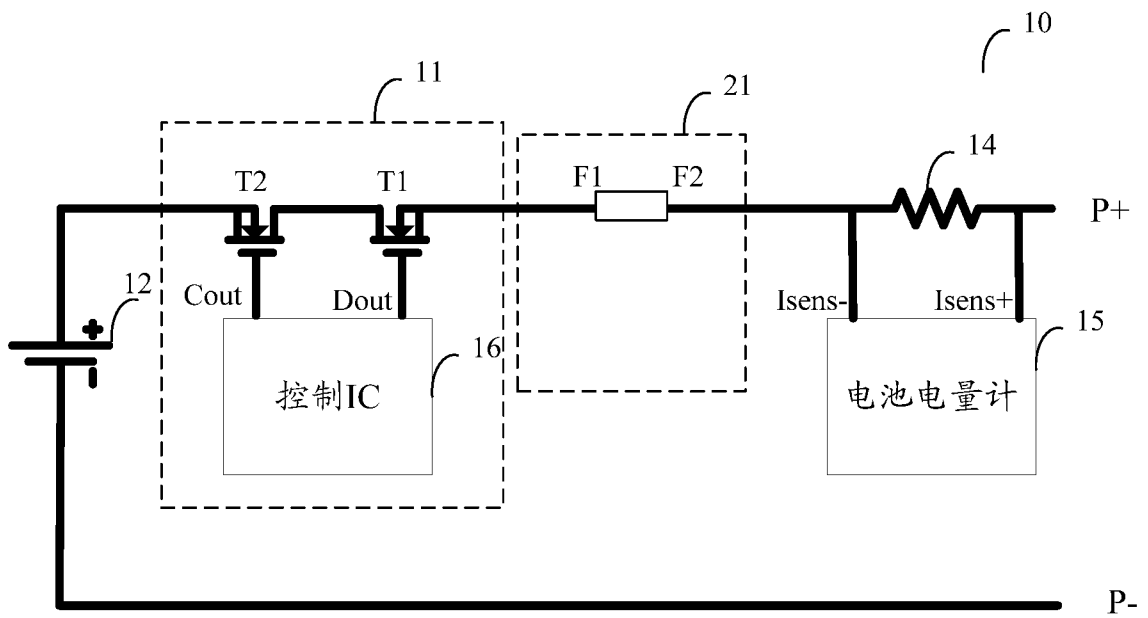 10
11
21
14
T2
T1
F1
F2
P+
Cout
Dout
Isens-
Isens+
12
+
-
16
15
控制IC
电池电量计
P-